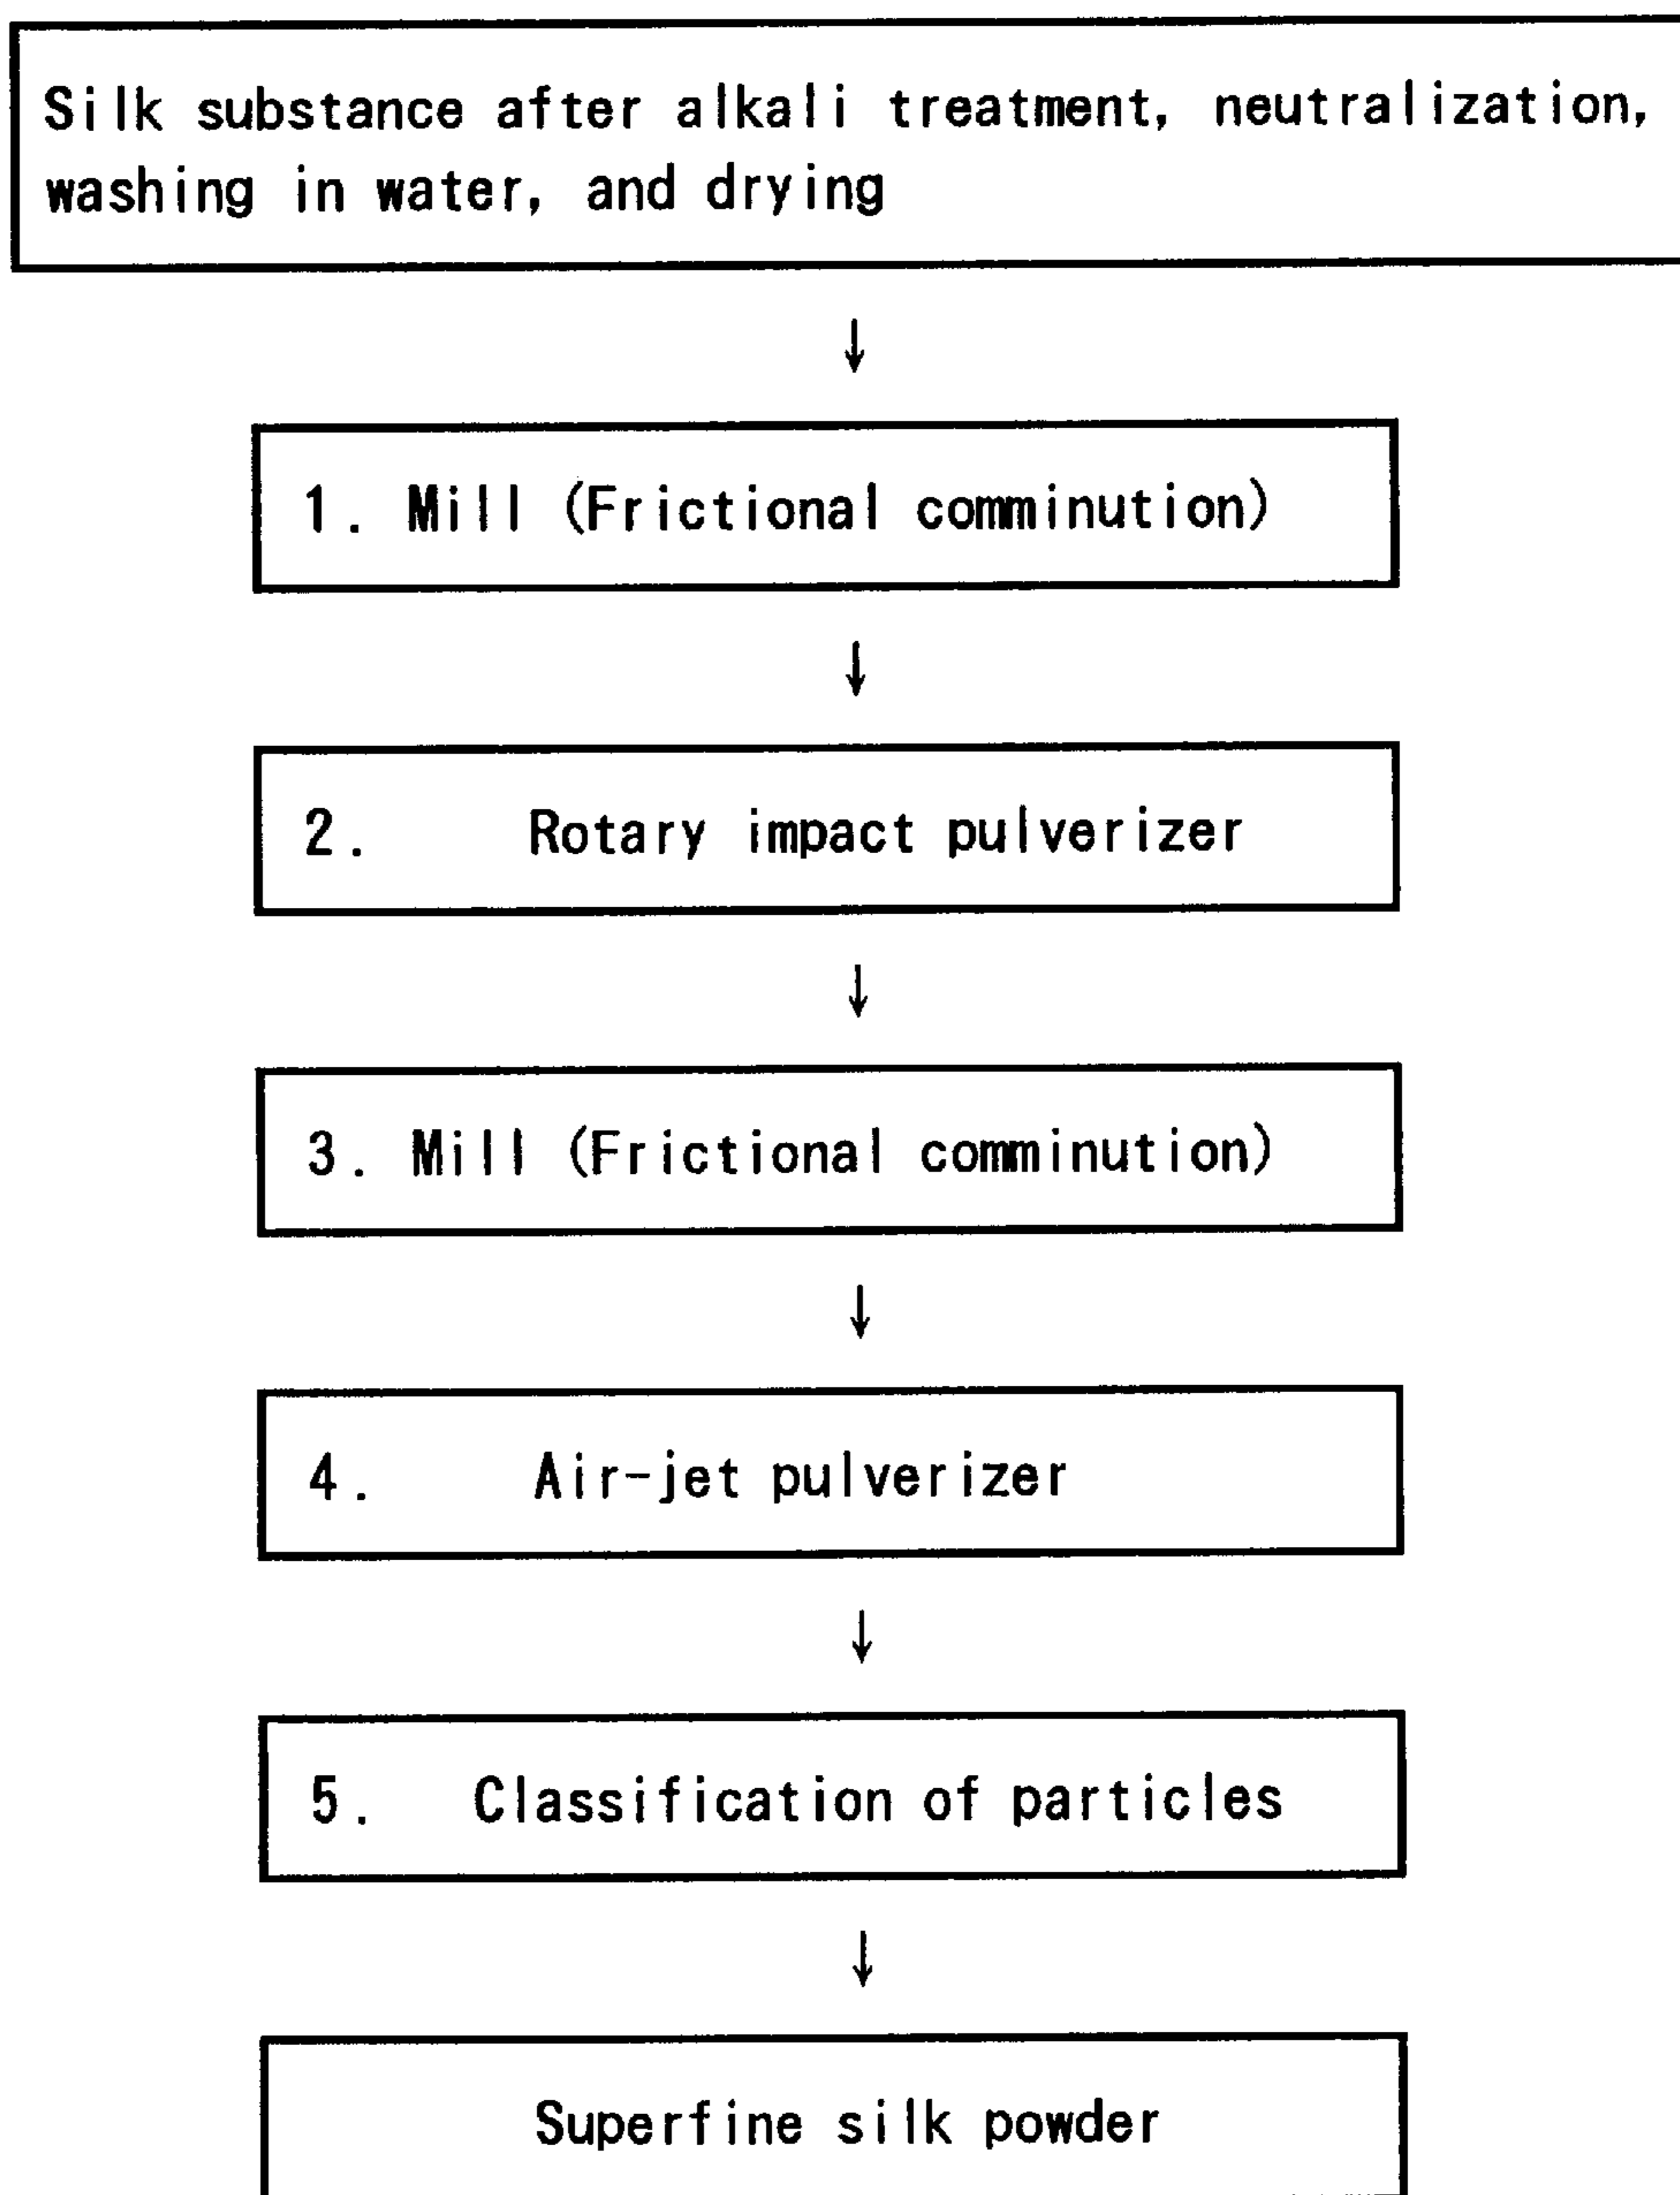 Silk substance after alkali treatment, neutralization,
washing in water, and drying
↓
1. Mill (Frictional comminution)
↓
2. Rotary impact pulverizer
↓
3. Mill (Frictional comminution)
↓
4. Air-jet pulverizer
↓
5. Classification of particles
↓
Superfine silk powder